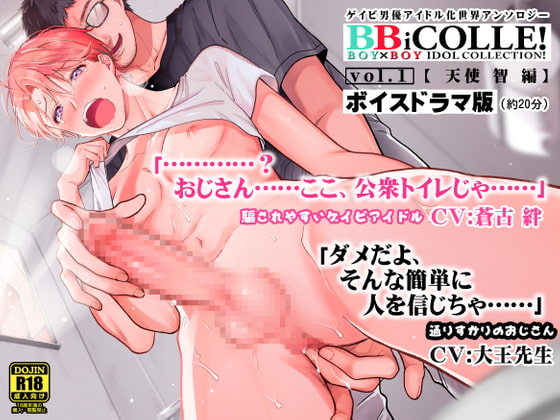 ゲイビ男優アイドル化世界アンソロジー
BBiCOLLE!
BOY×BOY IDOL COLLECTION!
vol.1【 天使 智 編 】
ボイスドラマ版（約20分）
「…………？
おじさん……ここ、公衆トイレじゃ……」
騙されやすいゲイビアイドル CV:蒼古 絆
「ダメだよ、
そんな簡単に
人を信じちゃ……」
通りすがりのおじさん
CV:大王先生
DOJIN
R18
成人向け